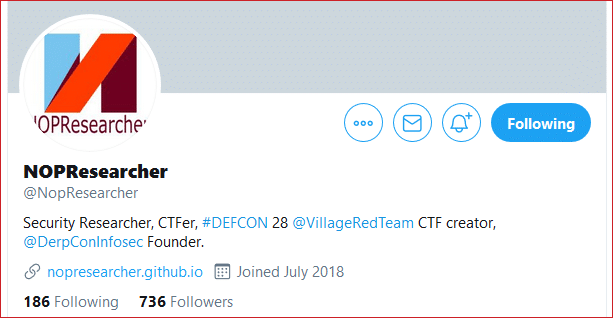 OPResearche
Following
NOPResearcher
@NopResearcher
Security Researcher, CTFer, #DEFCON 28 @VillageRedTeam CTF creator,
@DerpConInfosec Founder.
nopresearcher.github.io Joined July 2018
186 Following 736 Followers